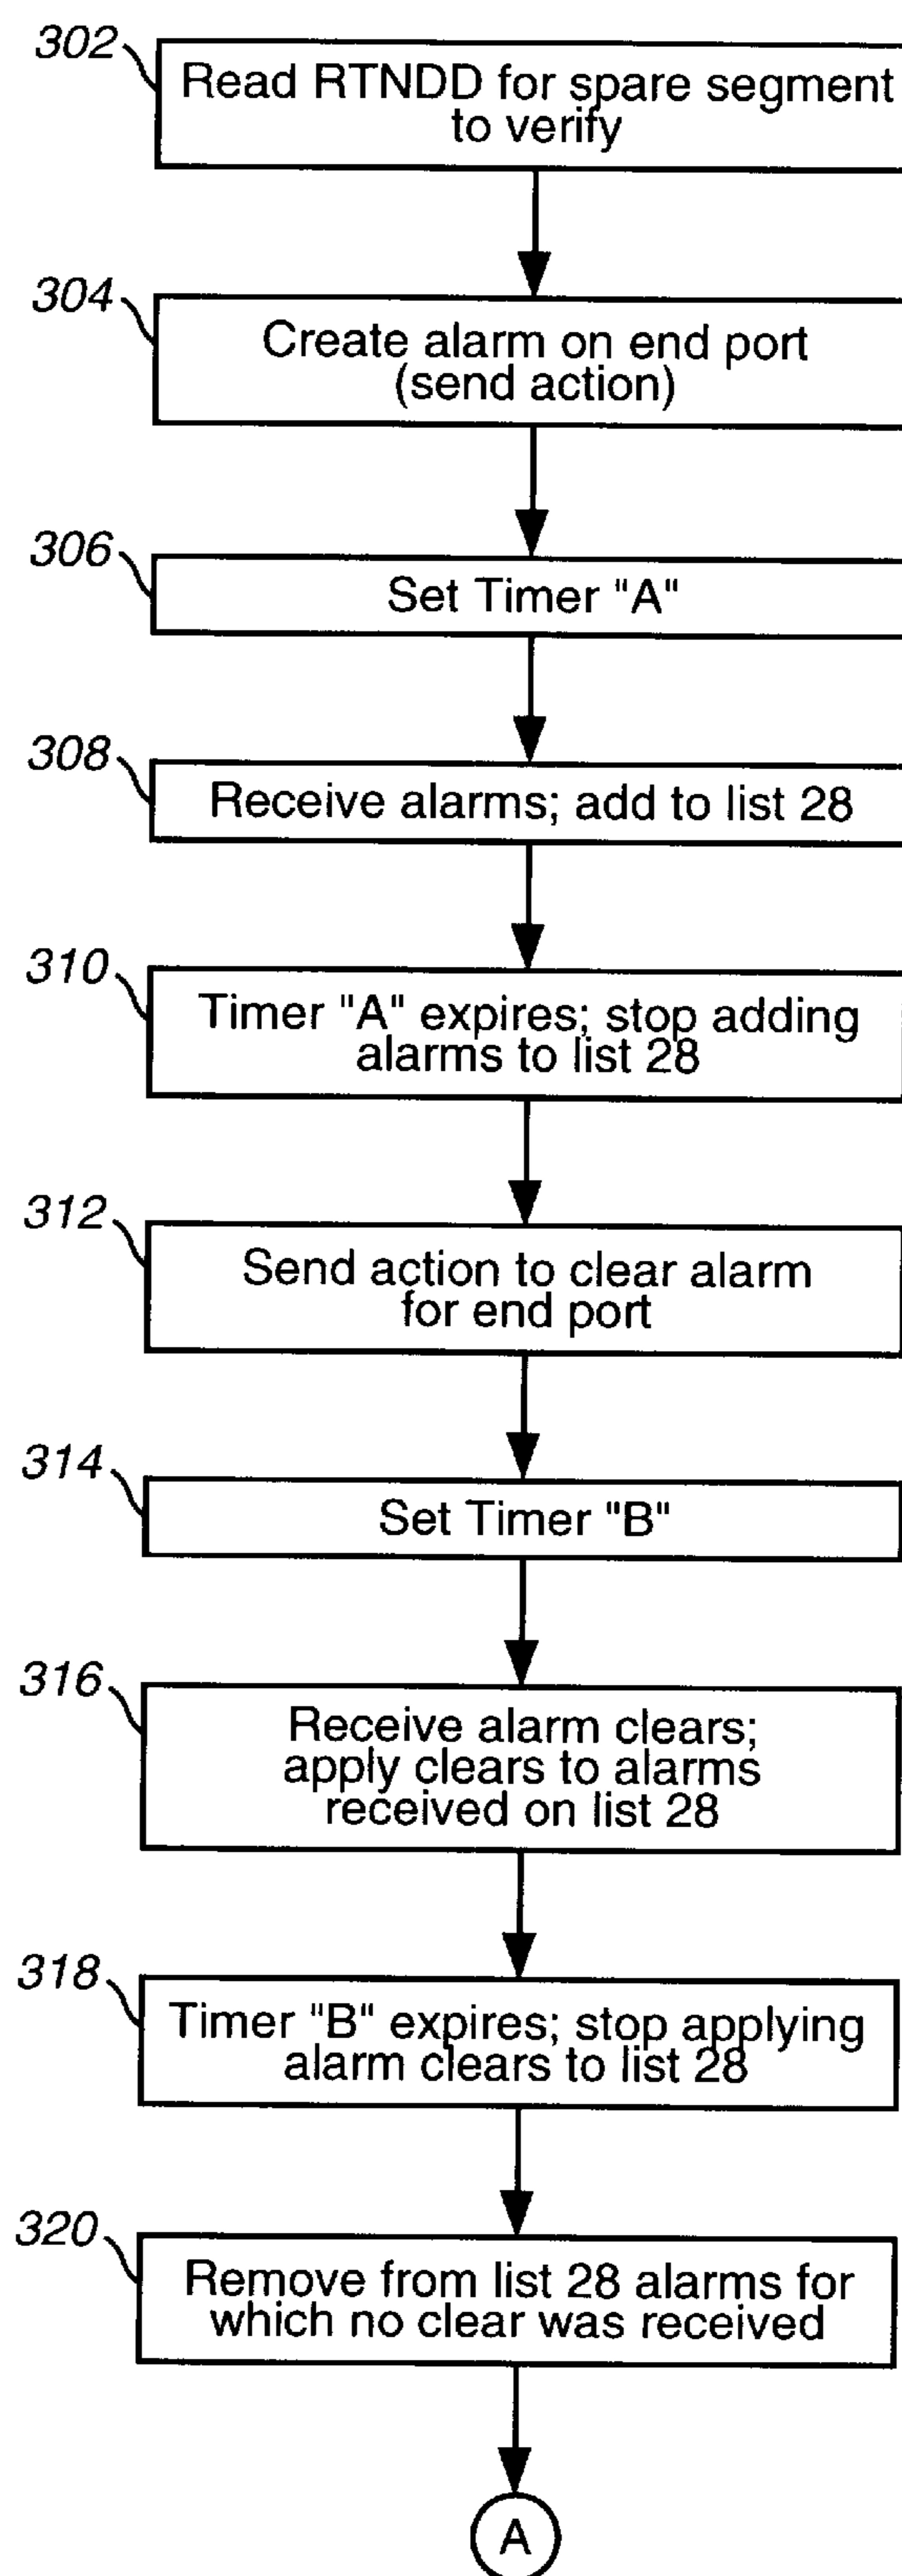 302
Read RTNDD for spare segment
to verify
304
Create alarm on end port
(send action)
306
Set Timer "A"
308
Receive alarms; add to list 28
310
Timer "A" expires; stop adding
alarms to list 28
312
Send action to clear alarm
for end port
314
Set Timer "B"
316
Receive alarm clears;
apply clears to alarms
received on list 28
318
Timer "B" expires; stop applying
alarm clears to list 28
320
Remove from list 28 alarms for
which no clear was received
A